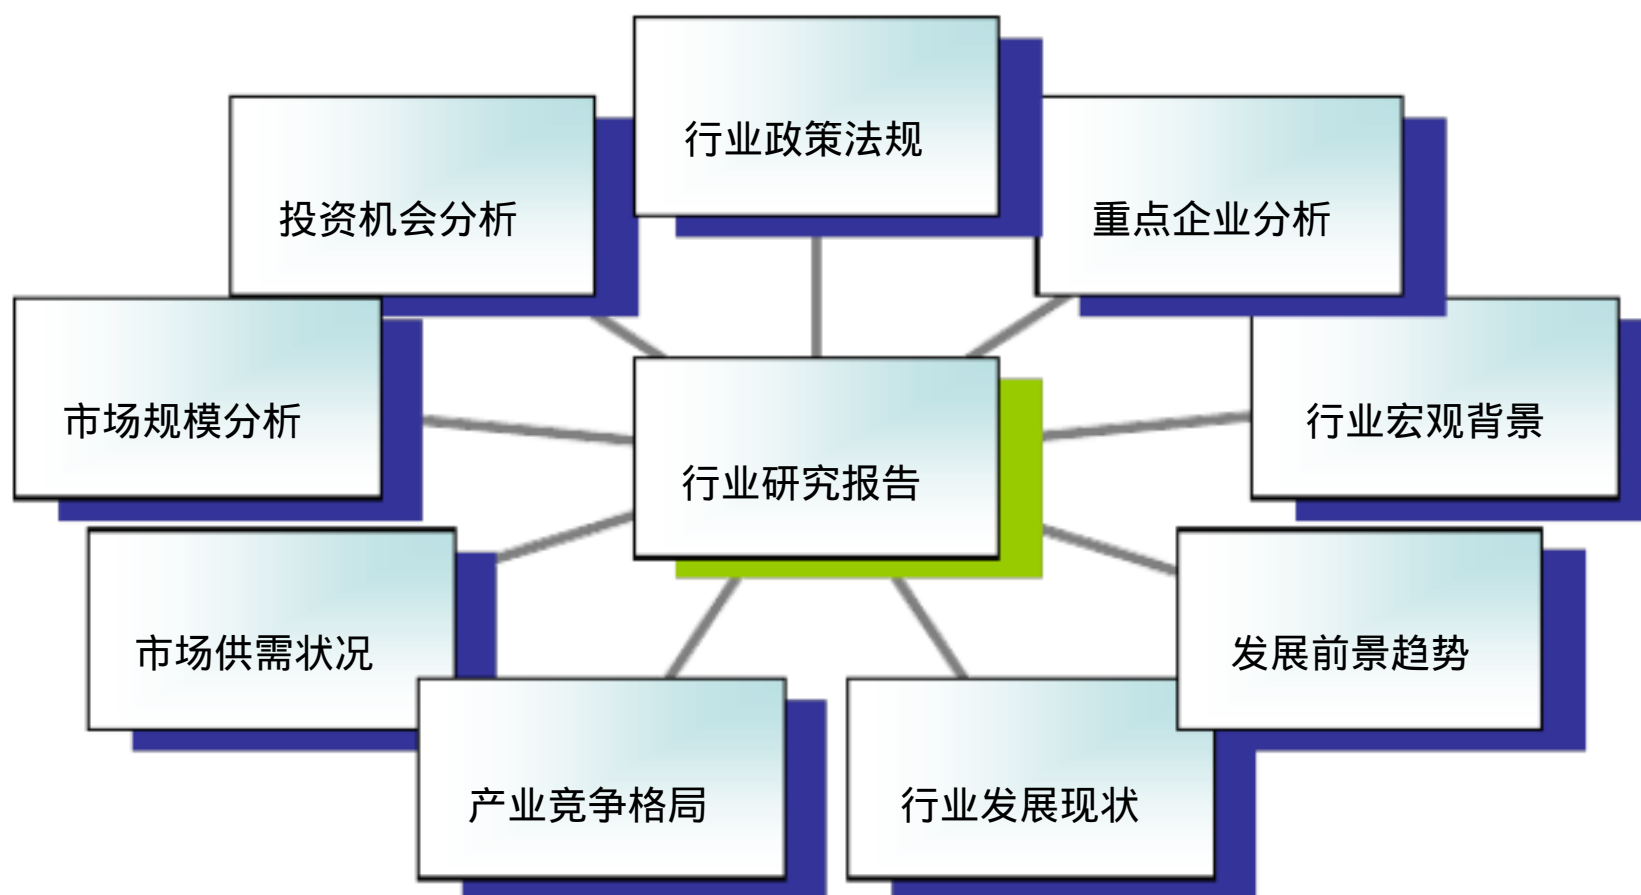 行业政策法规
投资机会分析
重点企业分析
市场规模分析
行业宏观背景
行业研究报告
市场供需状况
发展前景趋势
产业竞争格局
行业发展现状